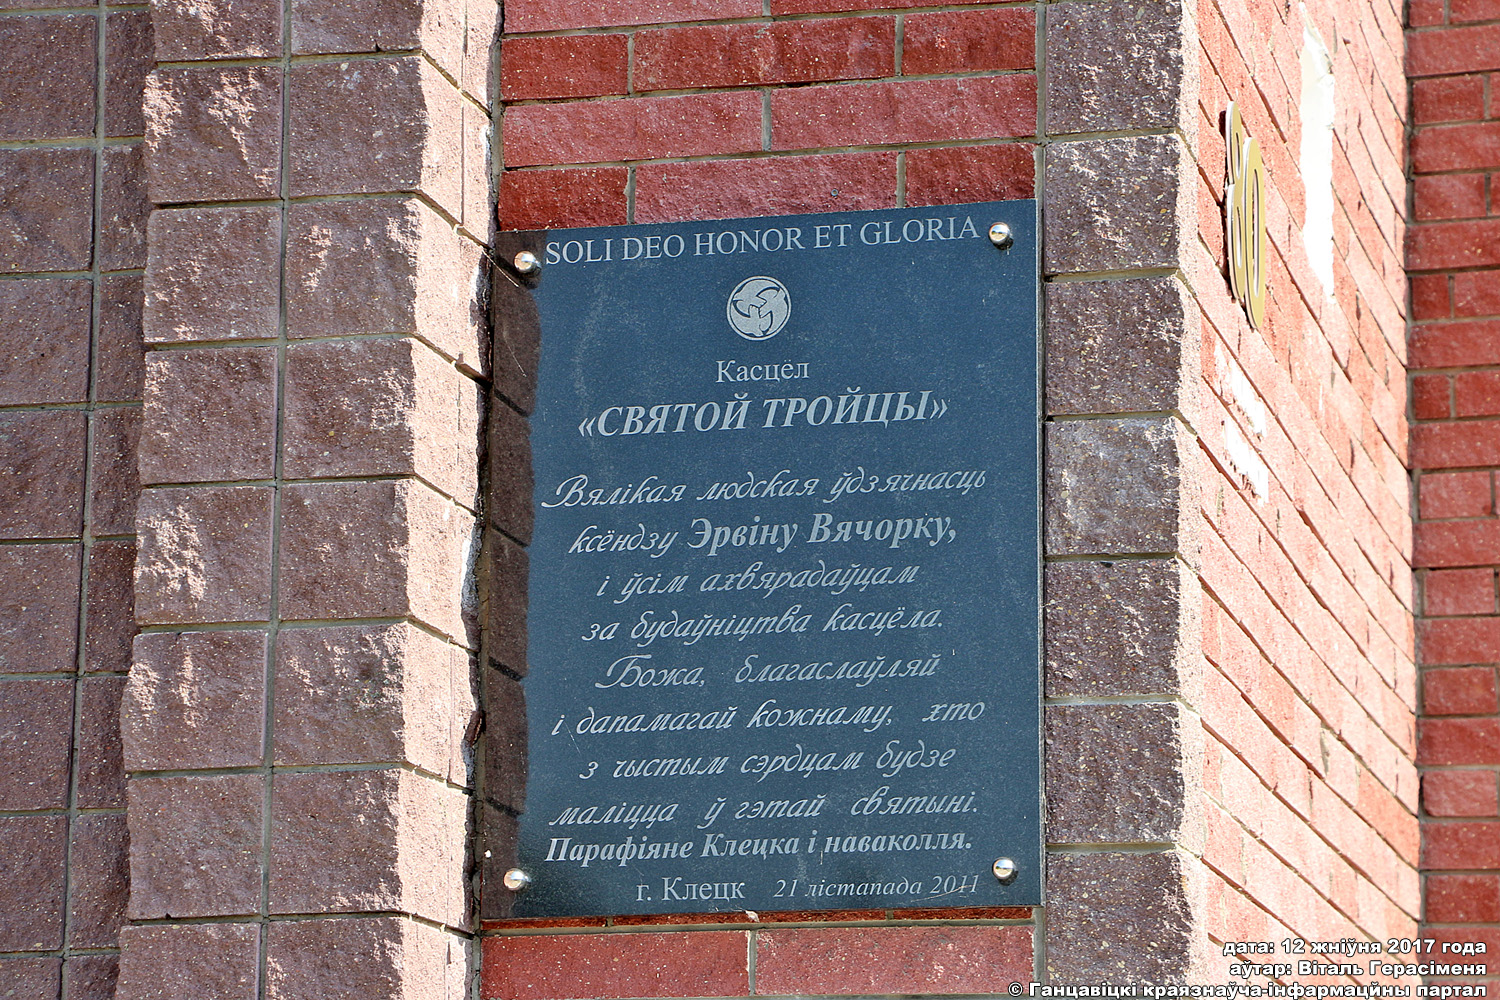 SOLI DEO HONOR ET GLORIA
Касцёл
«СВЯТОЙ ТРОЙЦЫ»
Вялікая людская ўдзячнасць
ксёндзу Эрвіну Вячорку,
і ўсім ахвярадаўцам
за будаўніцтва касцёла.
Божа, благаслаўляй
і дапамагай кожнаму, хто
з чыстым сэрдцам будзе
маліцца ў гэтай святыні.
Парафіяне Клецка і наваколля.
г. Клецк 21 лістапада 2011
дата: 12 жніўня 2017 года
аўтар: Віталь Герасіменя
© Ганцавіцкі краязнаўча-інфармацйны партал